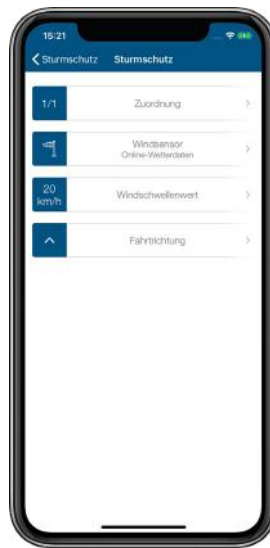 15:21
Sturmschutz Sturmschutz
1/1 Zuordnung
Windsensor
Online-Wetterdaten
20
km/h Windschwellenwert
Fahrtrichtung